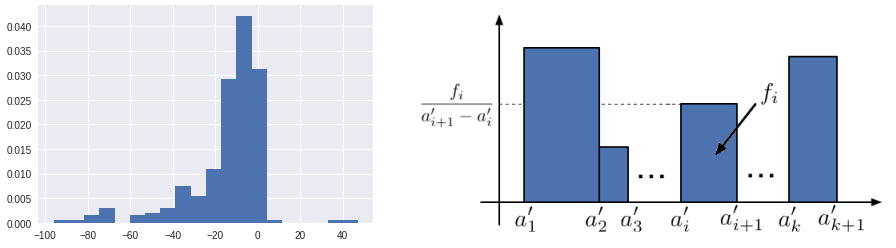 0.040
0.035
0.030
0.025
0.020
0.015
0.010
0.005
0.000
−100 −80 −60 −40 −20 0 20 40
f_i
a'_{i+1} − a'_i
f_i
... ...
a'_1 a'_2 a'_3 a'_i a'_{i+1} a'_k a'_{k+1}